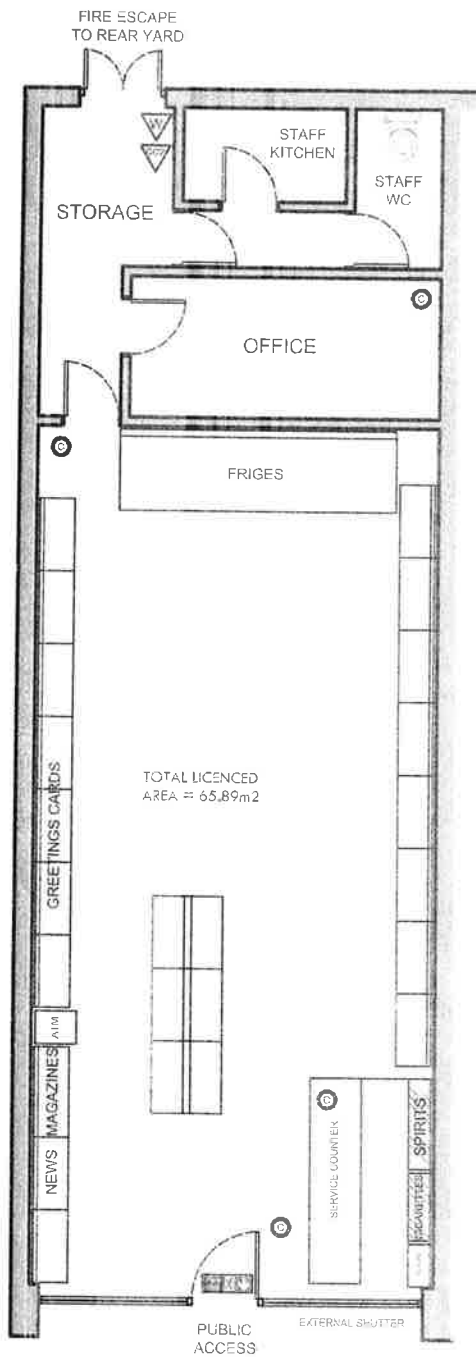 FIRE ESCAPE
TO REAR YARD
STAFF
KITCHEN
STAFF
WC
STORAGE
OFFICE
C
C
FRIGES
TOTAL LICENCED
AREA = 65.89m2
GREETINGS CARDS
ATM
MAGAZINES
NEWS
C
SERVICE COUNTER
SPIRITS
C
PUBLIC
ACCESS
EXTERNAL SHUTTER